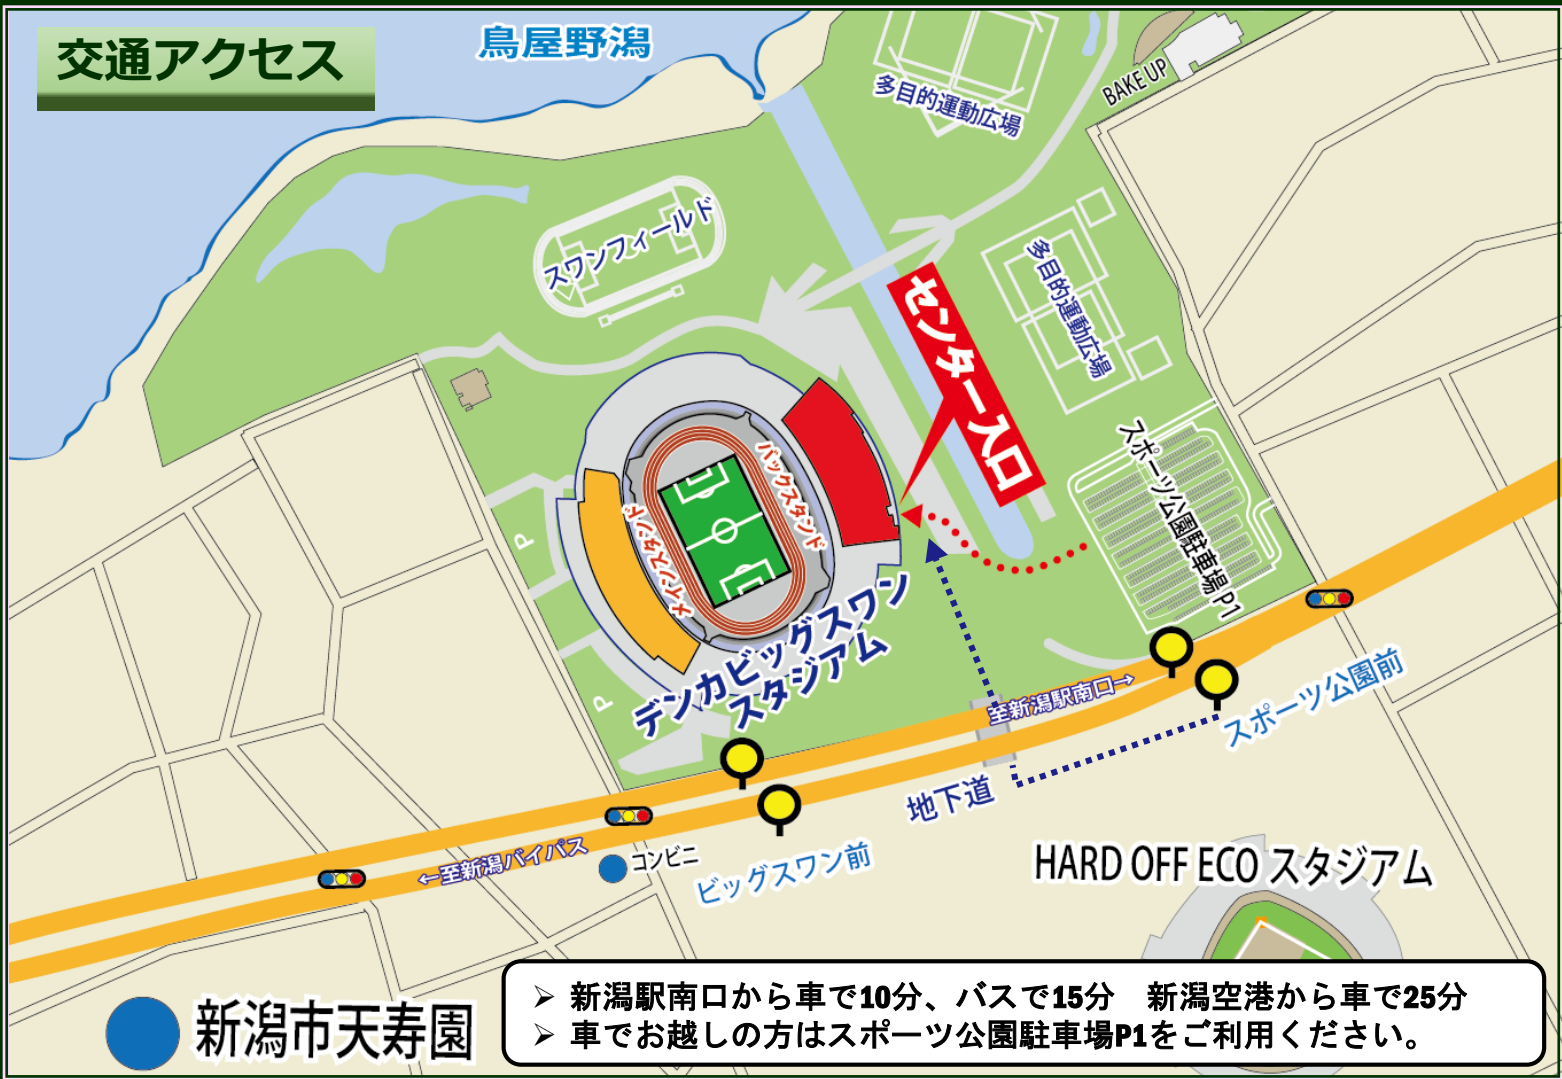 交通アクセス
鳥屋野潟
多目的運動広場
BAKE UP
スワンフィールド
多目的運動広場
センター入口
スポーツ公園駐車場P1
バックスタンド
メインスタンド
P
P
デンカビッグスワン
スタジアム
至新潟駅南口→
スポーツ公園前
地下道
←至新潟バイパス
コンビニ
ビッグスワン前
HARD OFF ECO スタジアム
新潟市天寿園
➢ 新潟駅南口から車で10分、バスで15分　新潟空港から車で25分
➢ 車でお越しの方はスポーツ公園駐車場P1をご利用ください。